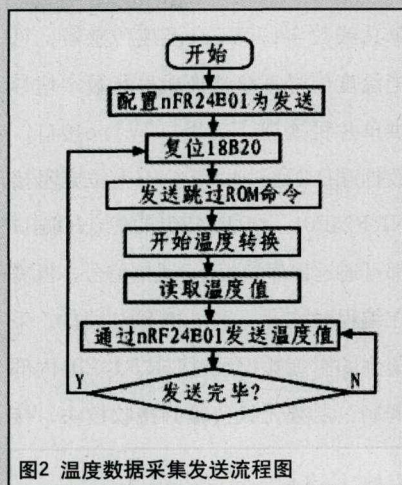 开始
配置nFR24E01为发送
复位18B20
发送跳过ROM命令
开始温度转换
读取温度值
通过nRF24E01发送温度值
Y
发送完毕?
N
图2 温度数据采集发送流程图